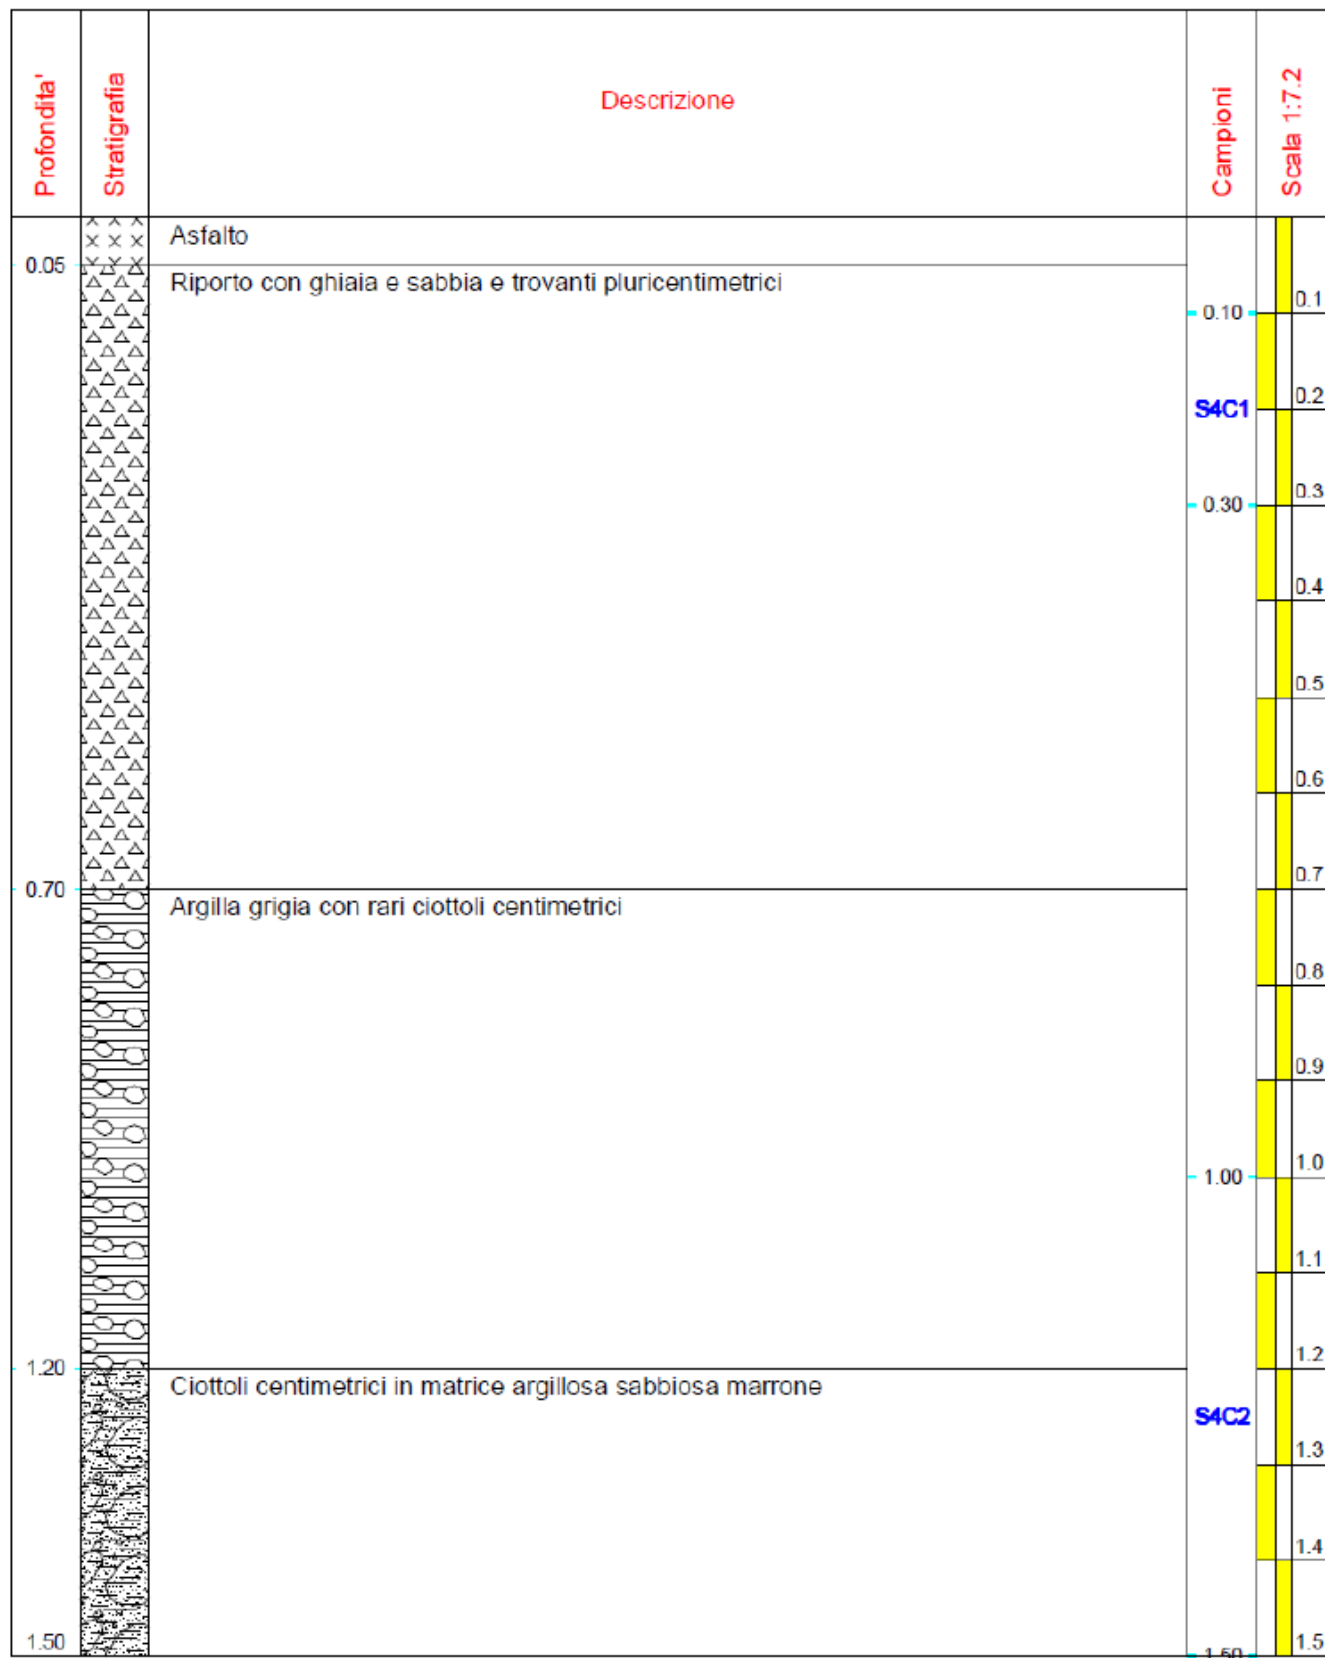 Profondita'
Stratigrafia
Descrizione
Campioni
Scala 1:7.2
Asfalto
0.05
Riporto con ghiaia e sabbia e trovanti pluricentimetrici
0.10
0.1
0.2
S4C1
0.3
0.30
0.4
0.5
0.6
0.7
0.70
Argilla grigia con rari ciottoli centimetrici
0.8
0.9
1.0
1.00
1.1
1.2
1.20
Ciottoli centimetrici in matrice argillosa sabbiosa marrone
S4C2
1.3
1.4
1.50
1.50
1.5